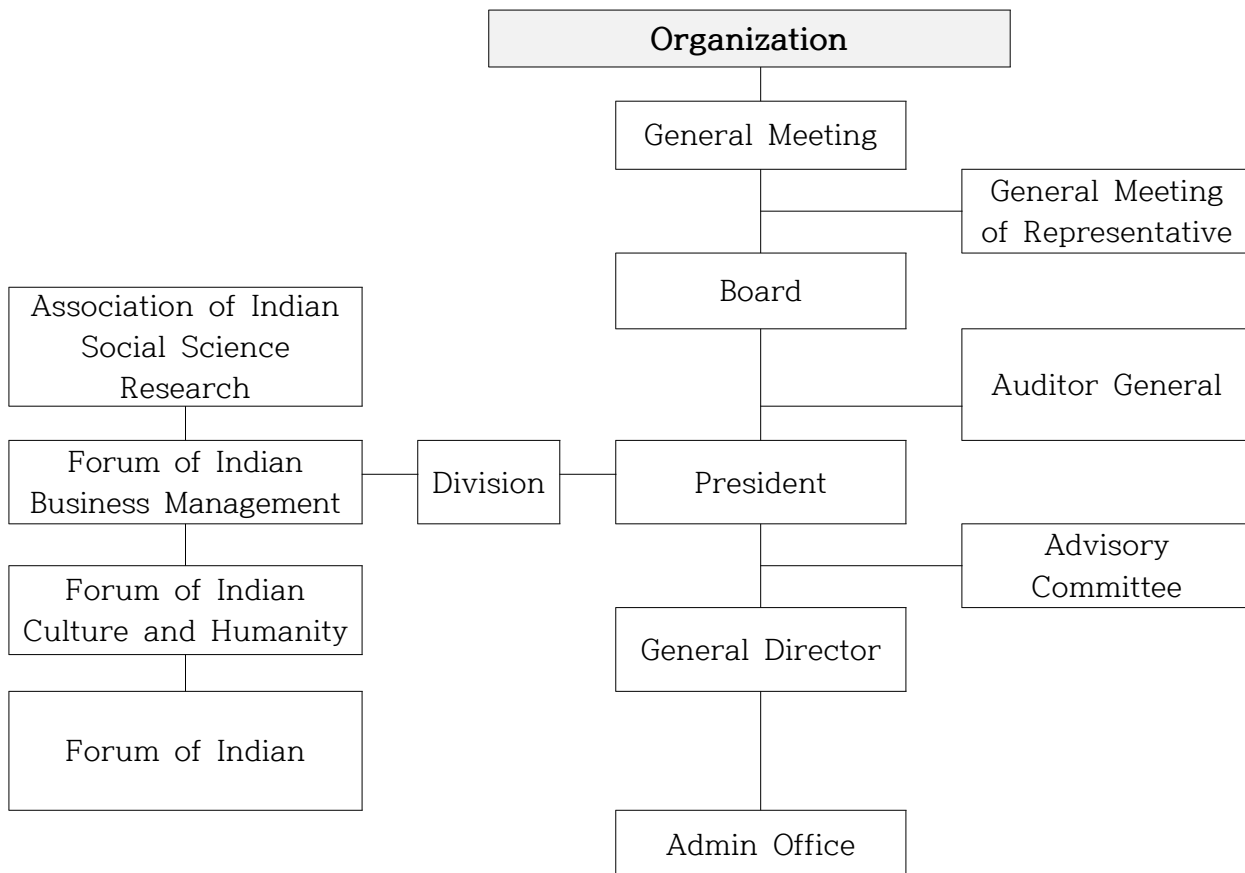 Organization
General Meeting
General Meeting
of Representative
Board
Association of Indian
Social Science
Research
Auditor General
Forum of Indian
Business Management
Division
President
Advisory
Committee
Forum of Indian
Culture and Humanity
General Director
Forum of Indian
Admin Office